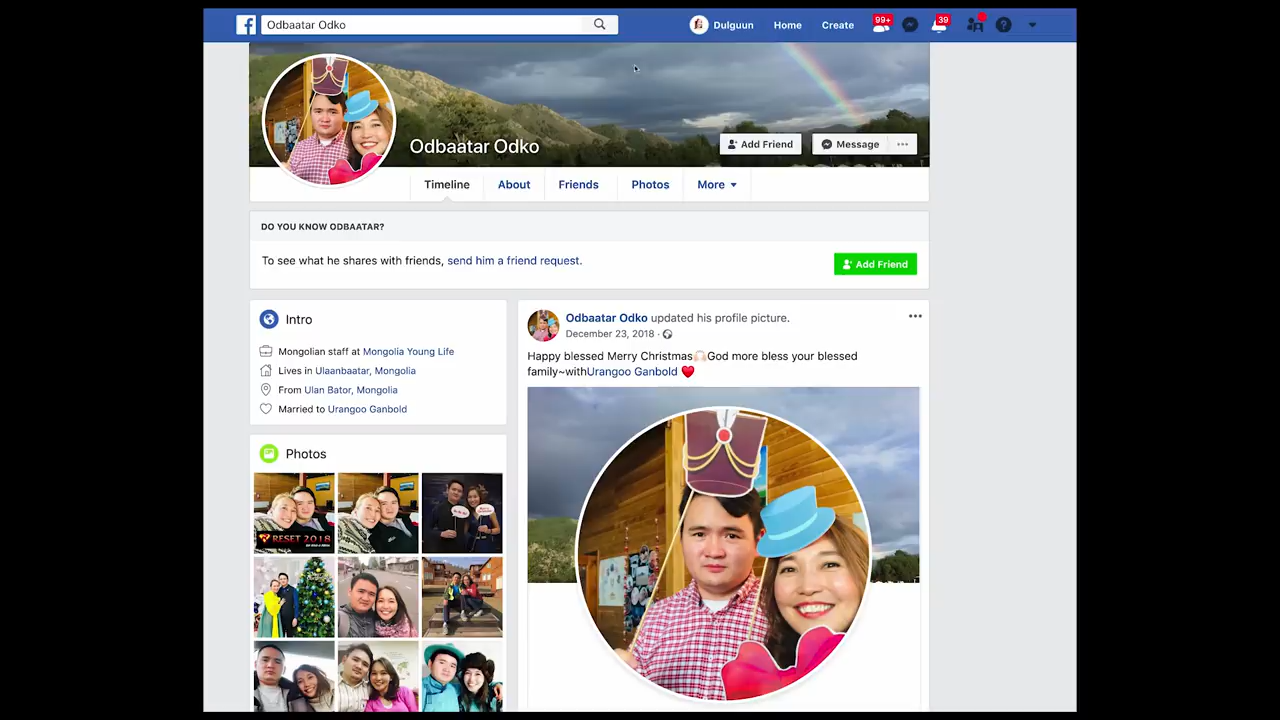 Odbaatar Odko
Dulguun
Home
Create
99+
39
Odbaatar Odko
Add Friend
Message
Timeline
About
Friends
Photos
More
DO YOU KNOW ODBAATAR?
To see what he shares with friends, send him a friend request.
Add Friend
Intro
Mongolian staff at Mongolia Young Life
Lives in Ulaanbaatar, Mongolia
From Ulan Bator, Mongolia
Married to Urangoo Ganbold
Photos
RESET 2018
Odbaatar Odko updated his profile picture.
December 23, 2018 ·
Happy blessed Merry Christmas🙏🏻God more bless your blessed
family~withUrangoo Ganbold ❤️